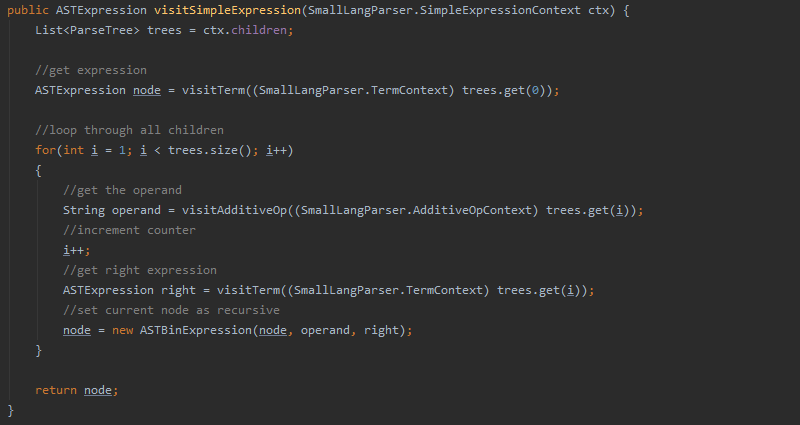 public ASTExpression visitSimpleExpression(SmallLangParser.SimpleExpressionContext ctx) {
    List<ParseTree> trees = ctx.children;

    //get expression
    ASTExpression node = visitTerm((SmallLangParser.TermContext) trees.get(0));

    //loop through all children
    for(int i = 1; i < trees.size(); i++)
    {
        //get the operand
        String operand = visitAdditiveOp((SmallLangParser.AdditiveOpContext) trees.get(i));
        //increment counter
        i++;
        //get right expression
        ASTExpression right = visitTerm((SmallLangParser.TermContext) trees.get(i));
        //set current node as recursive
        node = new ASTBinExpression(node, operand, right);
    }

    return node;
}